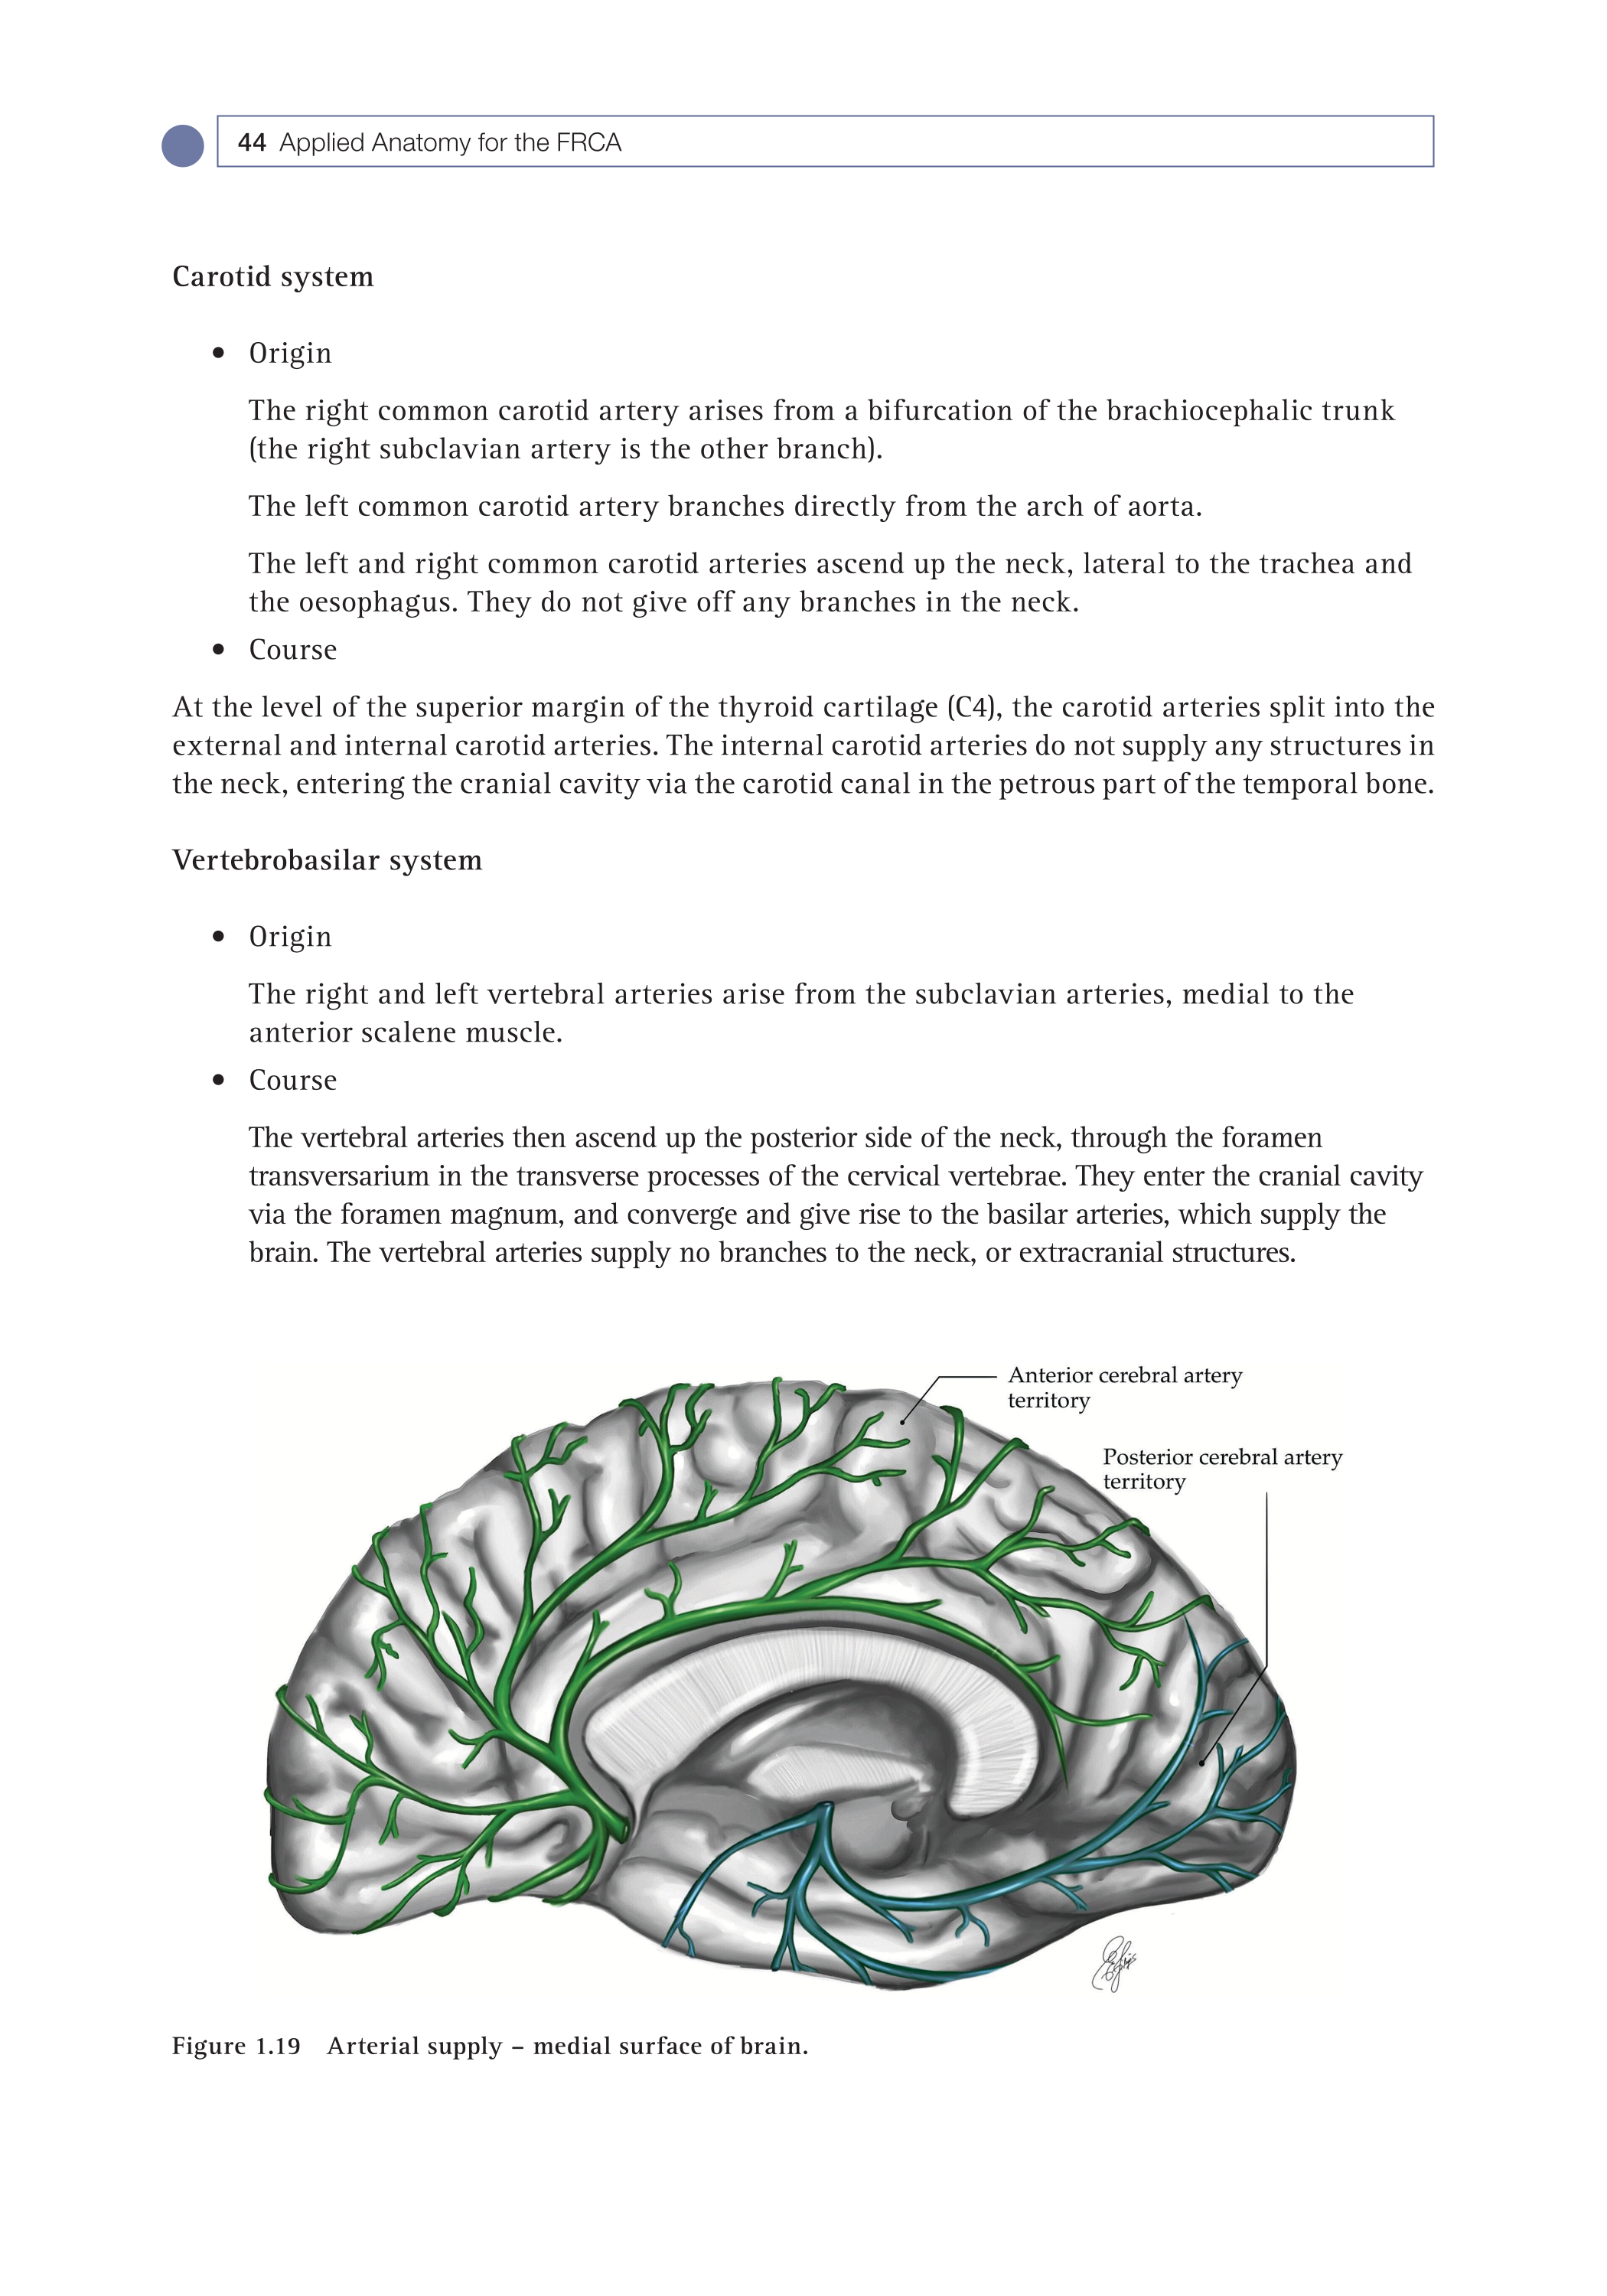 44 Applied Anatomy for the FRCA
Carotid system
• Origin
The right common carotid artery arises from a bifurcation of the brachiocephalic trunk
(the right subclavian artery is the other branch).
The left common carotid artery branches directly from the arch of aorta.
The left and right common carotid arteries ascend up the neck, lateral to the trachea and
the oesophagus. They do not give off any branches in the neck.
• Course
At the level of the superior margin of the thyroid cartilage (C4), the carotid arteries split into the
external and internal carotid arteries. The internal carotid arteries do not supply any structures in
the neck, entering the cranial cavity via the carotid canal in the petrous part of the temporal bone.
Vertebrobasilar system
• Origin
The right and left vertebral arteries arise from the subclavian arteries, medial to the
anterior scalene muscle.
• Course
The vertebral arteries then ascend up the posterior side of the neck, through the foramen
transversarium in the transverse processes of the cervical vertebrae. They enter the cranial cavity
via the foramen magnum, and converge and give rise to the basilar arteries, which supply the
brain. The vertebral arteries supply no branches to the neck, or extracranial structures.
Anterior cerebral artery
territory
Posterior cerebral artery
territory
Figure 1.19 Arterial supply – medial surface of brain.